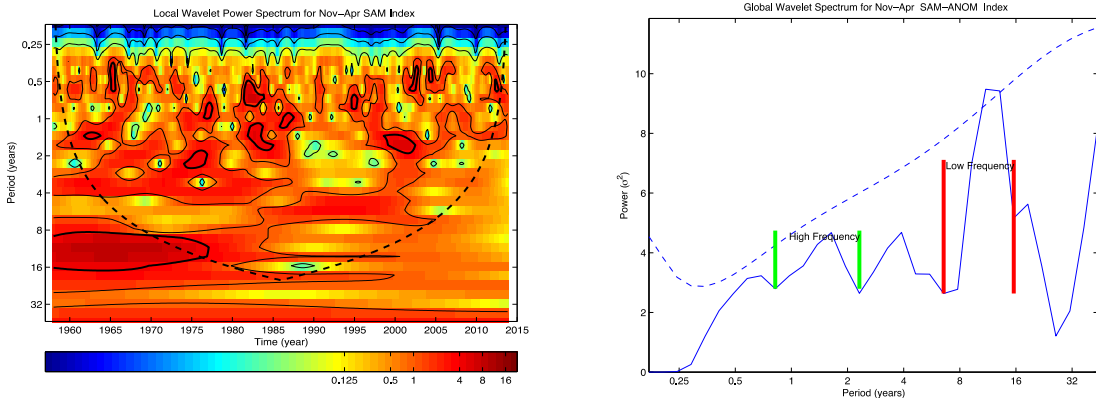 Local Wavelet Power Spectrum for Nov−Apr SAM Index
0.25
0.5
1
2
4
8
16
32
Period (years)
1960 1965 1970 1975 1980 1985 1990 1995 2000 2005 2010 2015
Time (year)
0.125 0.25 0.5 1 4 8 16
Global Wavelet Spectrum for Nov−Apr SAM−ANOM Index
10
8
6
4
2
0
Power (σ²)
Low Frequency
High Frequency
0.25 0.5 1 2 4 8 16 32
Period (years)